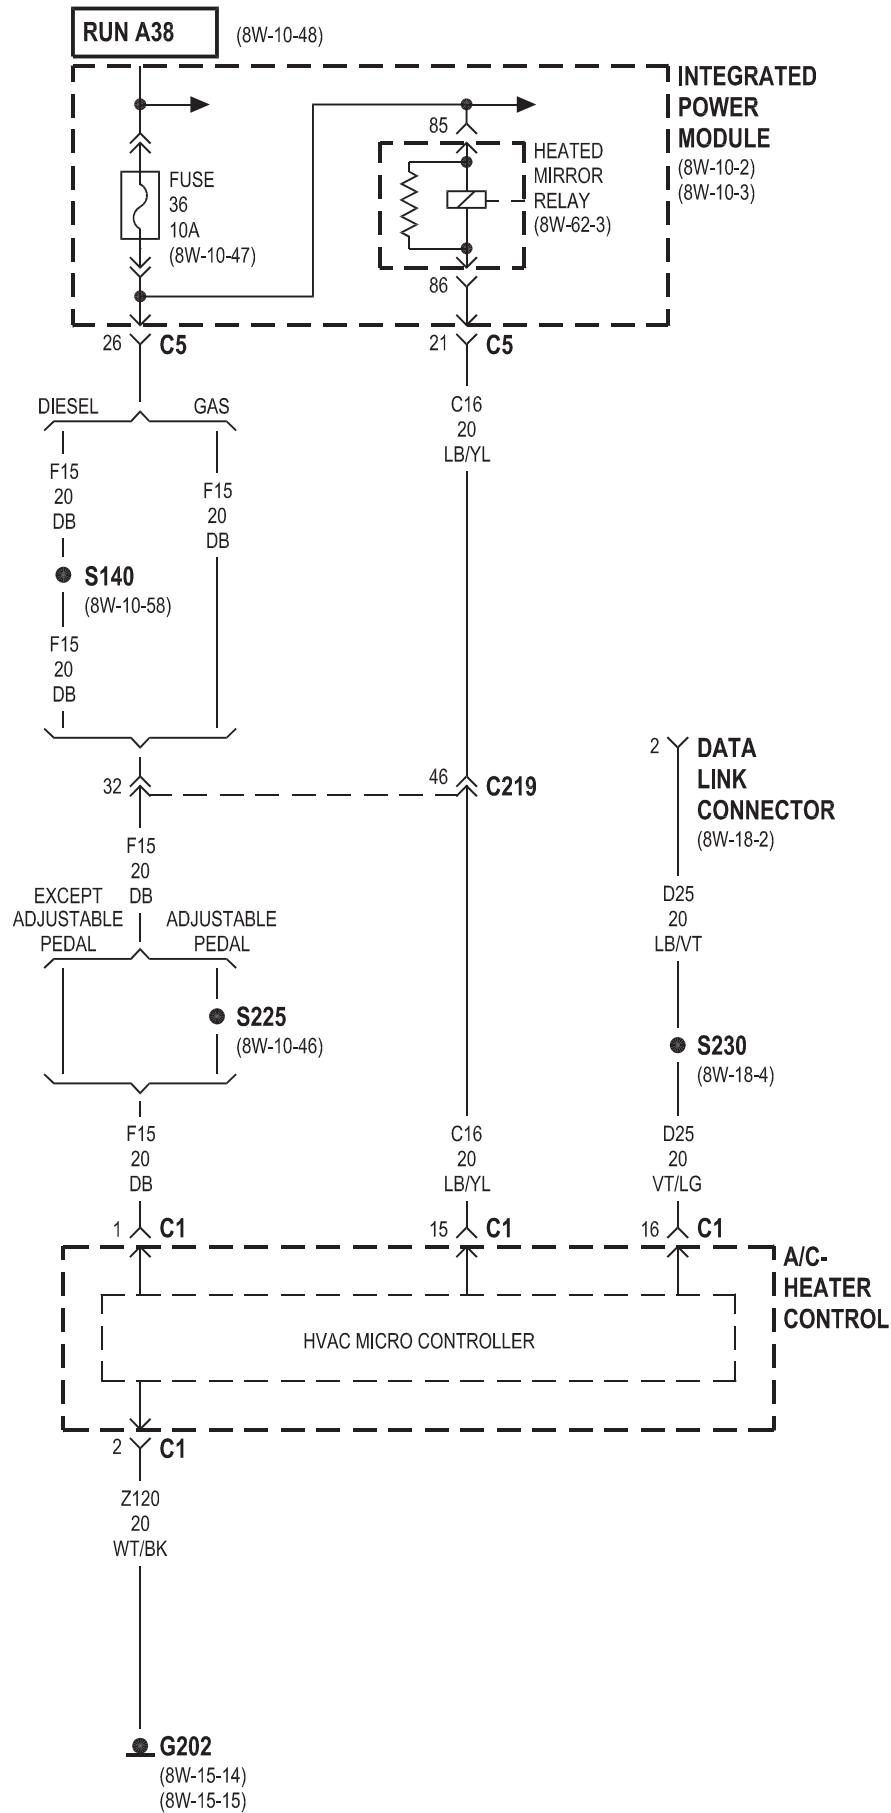 RUN A38
(8W-10-48)
INTEGRATED
POWER
MODULE
(8W-10-2)
(8W-10-3)
85
HEATED
MIRROR
RELAY
(8W-62-3)
FUSE
36
10A
(8W-10-47)
86
26
C5
21
C5
DIESEL
GAS
C16
20
LB/YL
F15
20
DB
F15
20
DB
S140
(8W-10-58)
F15
20
DB
32
46
C219
2
DATA
LINK
CONNECTOR
(8W-18-2)
F15
20
DB
EXCEPT
ADJUSTABLE
PEDAL
ADJUSTABLE
PEDAL
D25
20
LB/VT
S225
(8W-10-46)
S230
(8W-18-4)
F15
20
DB
C16
20
LB/YL
D25
20
VT/LG
1
C1
15
C1
16
C1
A/C-
HEATER
CONTROL
HVAC MICRO CONTROLLER
2
C1
Z120
20
WT/BK
G202
(8W-15-14)
(8W-15-15)